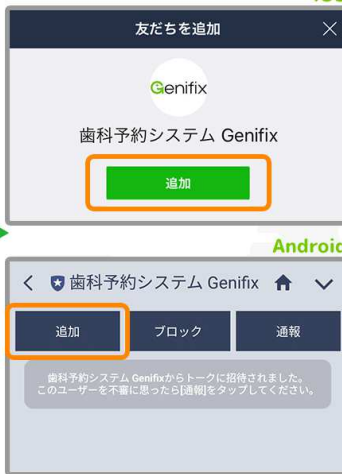 友だちを追加
Genifix
歯科予約システム Genifix
追加
Android
歯科予約システム Genifix
追加
ブロック
通報
歯科予約システム Genifixからトークに招待されました。
このユーザーを不審に思ったら[通報]をタップしてください。